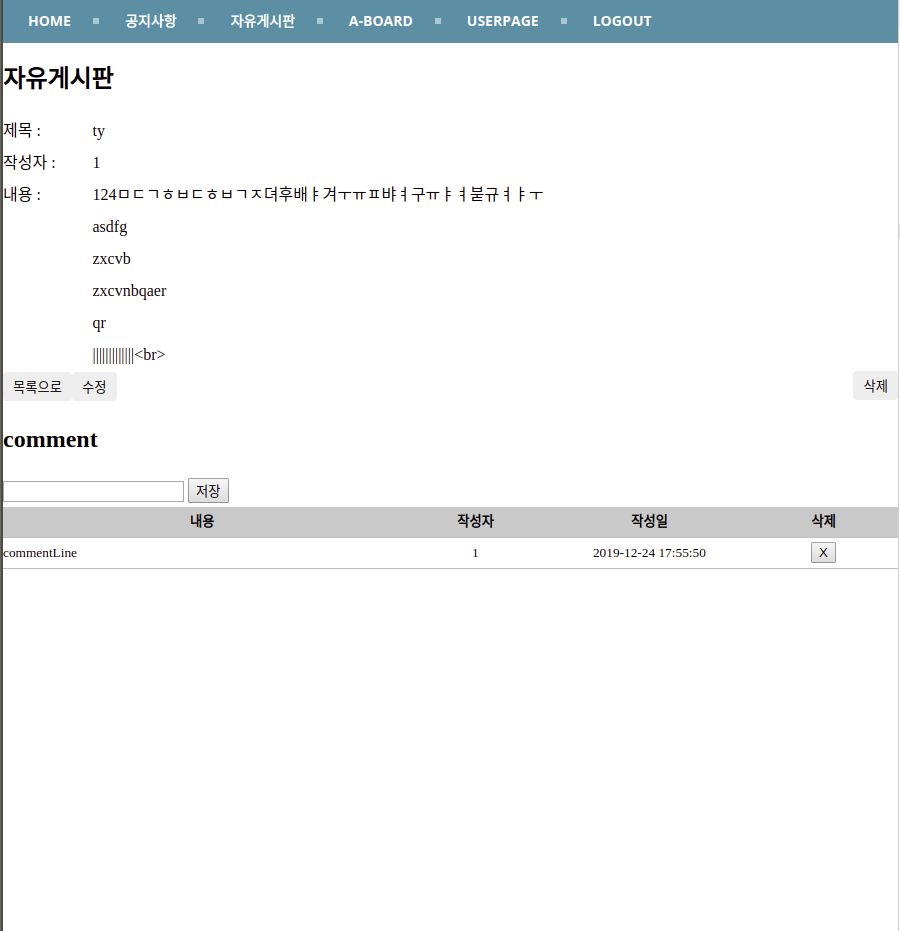 HOME 공지사항 자유게시판 A-BOARD USERPAGE LOGOUT
자유게시판
제목 : ty
작성자 : 1
내용 : 124ㅁㄷㄱㅎㅂㄷㅎㅂㄱㅈ뎌후배ㅑ겨ㅜㅠㅍ뱌ㅕ구ㅠㅑㅕ붇규ㅕㅑㅜ
asdfg
zxcvb
zxcvnbqaer
qr
<br>
목록으로 수정 삭제
comment
저장
내용 작성자 작성일 삭제
commentLine 1 2019-12-24 17:55:50 X